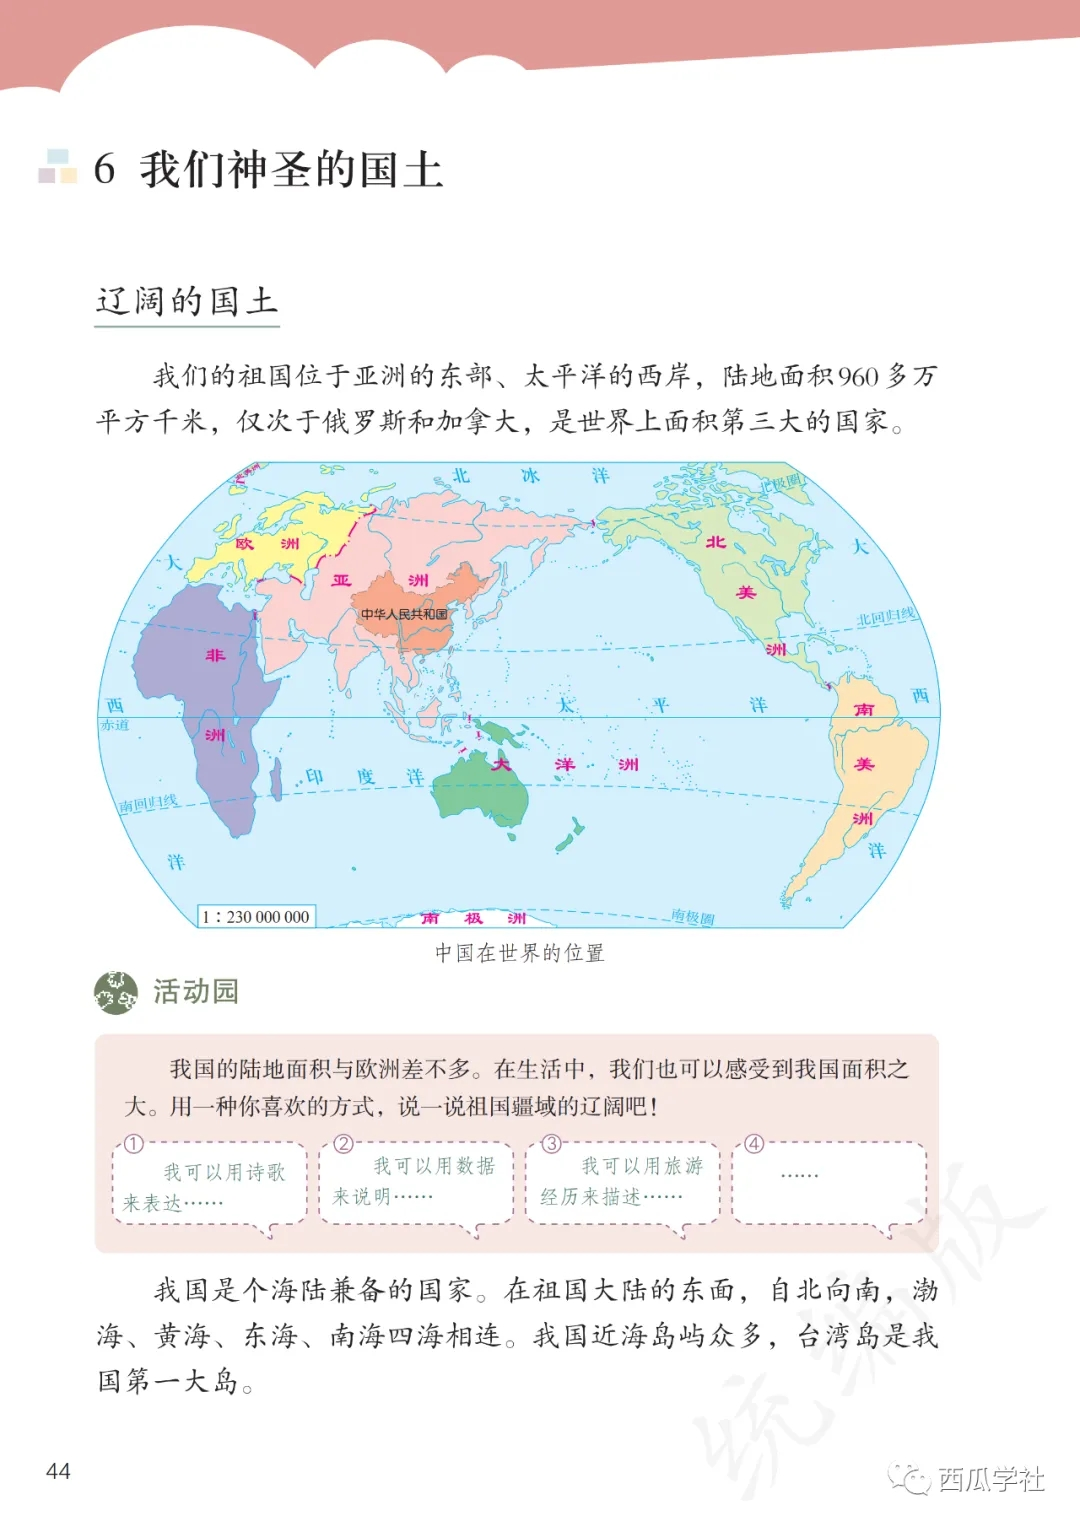 6 我们神圣的国土
辽阔的国土
我们的祖国位于亚洲的东部、太平洋的西岸，陆地面积960多万
平方千米，仅次于俄罗斯和加拿大，是世界上面积第三大的国家。
北美洲
北冰洋
北极圈
欧洲
大
亚洲
北美洲
大
中华人民共和国
北回归线
非洲
西
太平洋
南美洲
西
赤道
大洋洲
印度洋
南回归线
洋
洋
1：230 000 000
南极洲
南极圈
中国在世界的位置
活动园
我国的陆地面积与欧洲差不多。在生活中，我们也可以感受到我国面积之
大。用一种你喜欢的方式，说一说祖国疆域的辽阔吧！
①
我可以用诗歌
来表达……
②
我可以用数据
来说明……
③
我可以用旅游
经历来描述……
④
……
我国是个海陆兼备的国家。在祖国大陆的东面，自北向南，渤
海、黄海、东海、南海四海相连。我国近海岛屿众多，台湾岛是我
国第一大岛。
统编版
44
西瓜学社